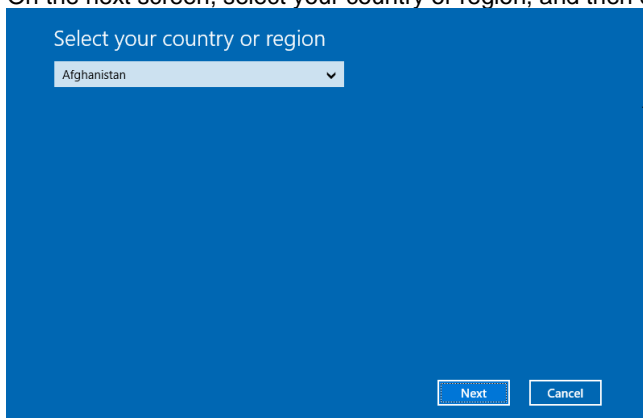 On the next screen, select your country or region, and then
Select your country or region
Afghanistan
Next
Cancel